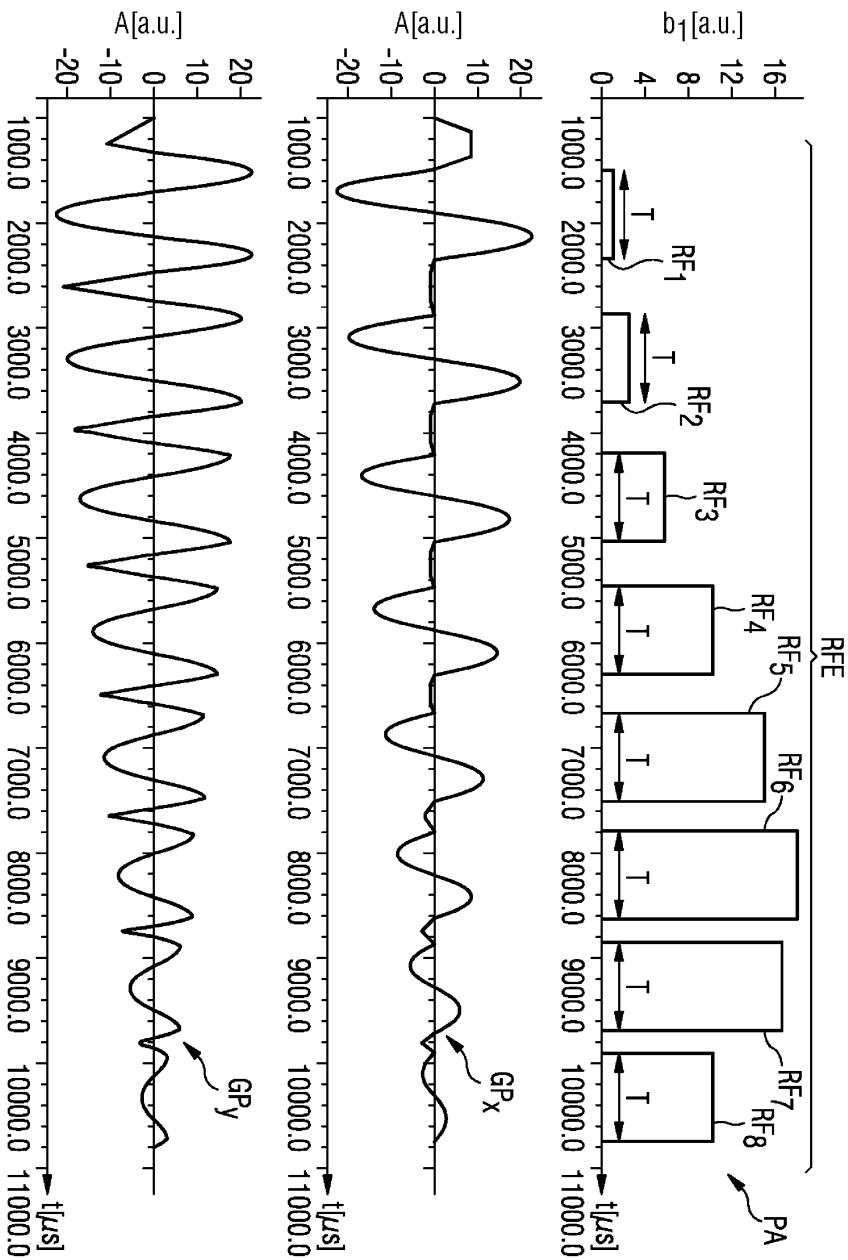 RFE
PA
b1[a.u.]
16
12
8
4
0
T
T
T
T
T
T
T
T
RF1
RF2
RF3
RF4
RF5
RF6
RF7
RF8
1000.0
2000.0
3000.0
4000.0
5000.0
6000.0
7000.0
8000.0
9000.0
10000.0
11000.0
t[µs]
A[a.u.]
20
10
0
-10
-20
GPx
A[a.u.]
20
10
0
-10
-20
GPy
1000.0
2000.0
3000.0
4000.0
5000.0
6000.0
7000.0
8000.0
9000.0
10000.0
11000.0
t[µs]
1000.0
2000.0
3000.0
4000.0
5000.0
6000.0
7000.0
8000.0
9000.0
10000.0
11000.0
t[µs]